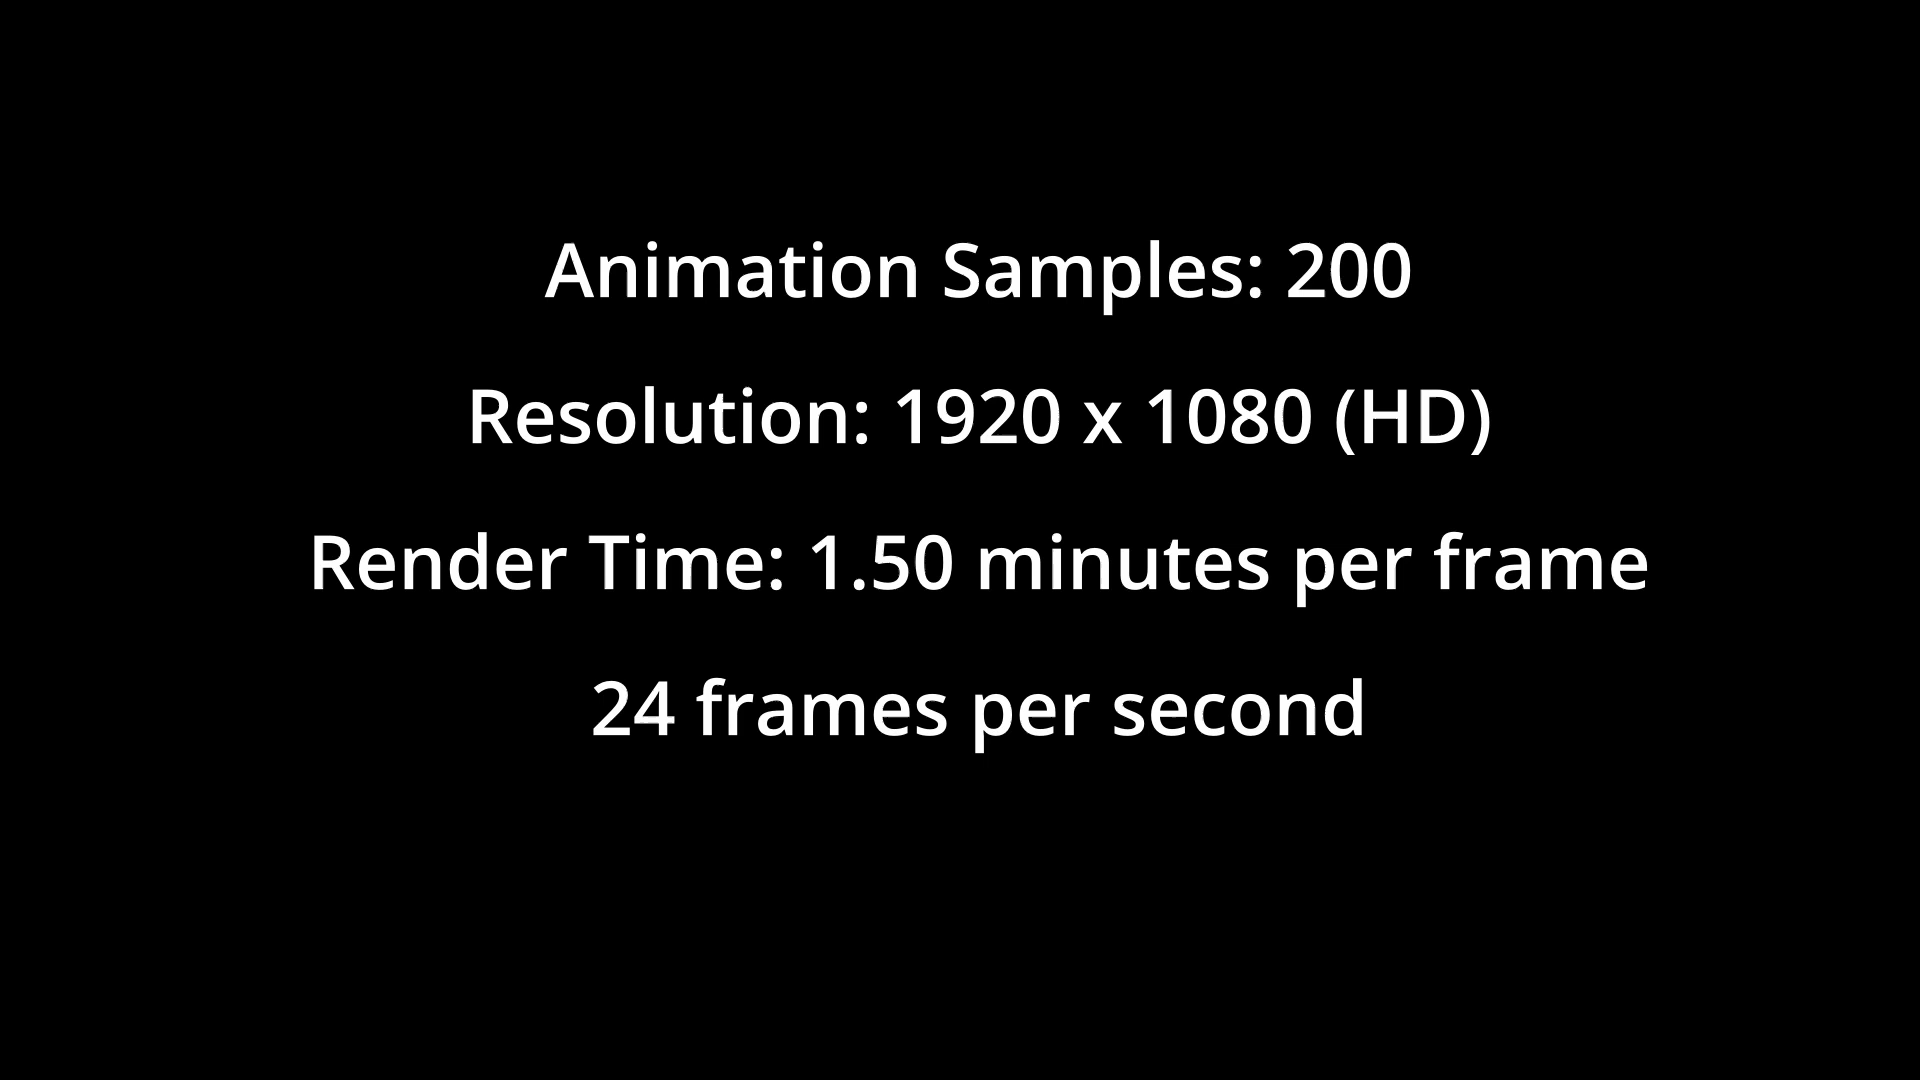 Animation Samples: 200
Resolution: 1920 x 1080 (HD)
Render Time: 1.50 minutes per frame
24 frames per second